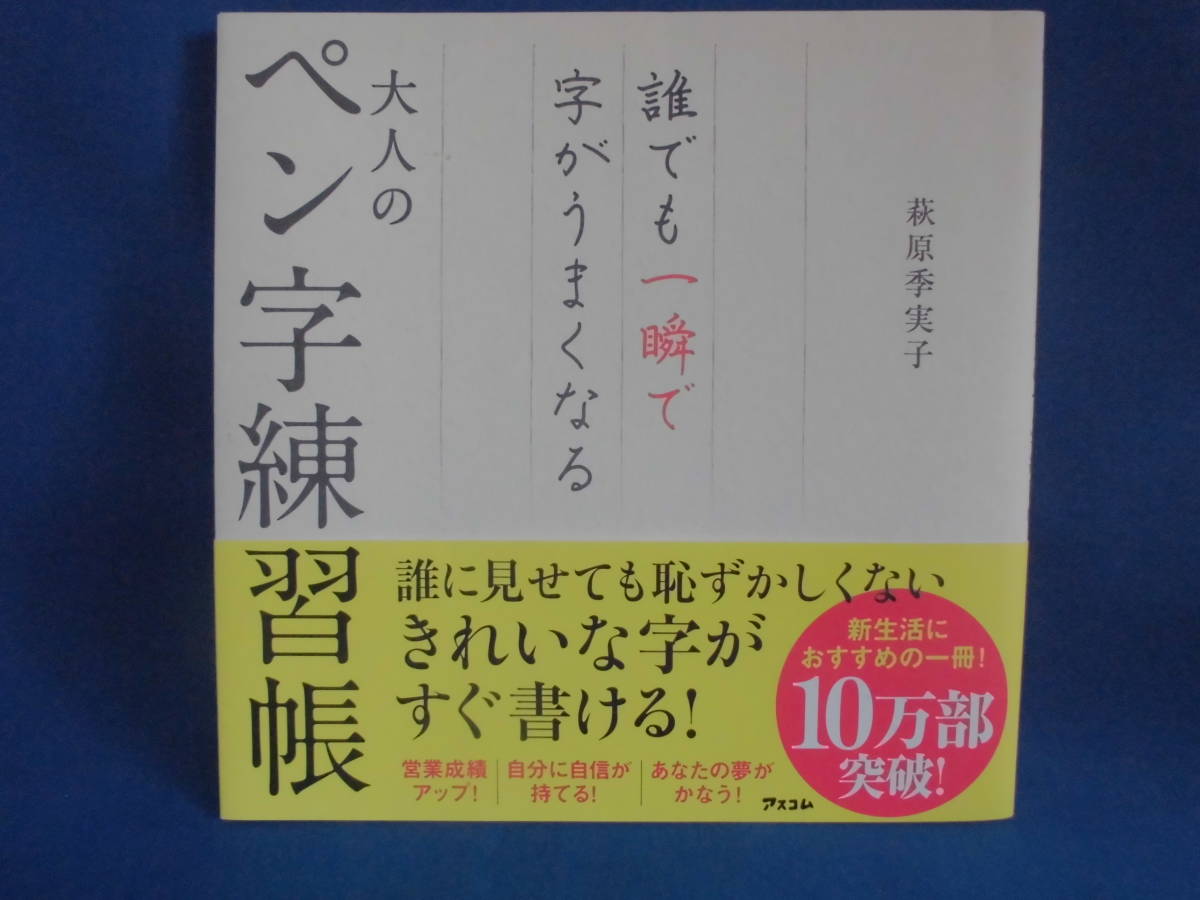 萩原季実子
誰でも一瞬で
字がうまくなる
大人の
ペン字練習帳
誰に見せても恥ずかしくない
きれいな字が
すぐ書ける!
新生活に
おすすめの一冊!
10万部
突破!
営業成績
アップ!
自分に自信が
持てる!
あなたの夢が
かなう!
アスコム